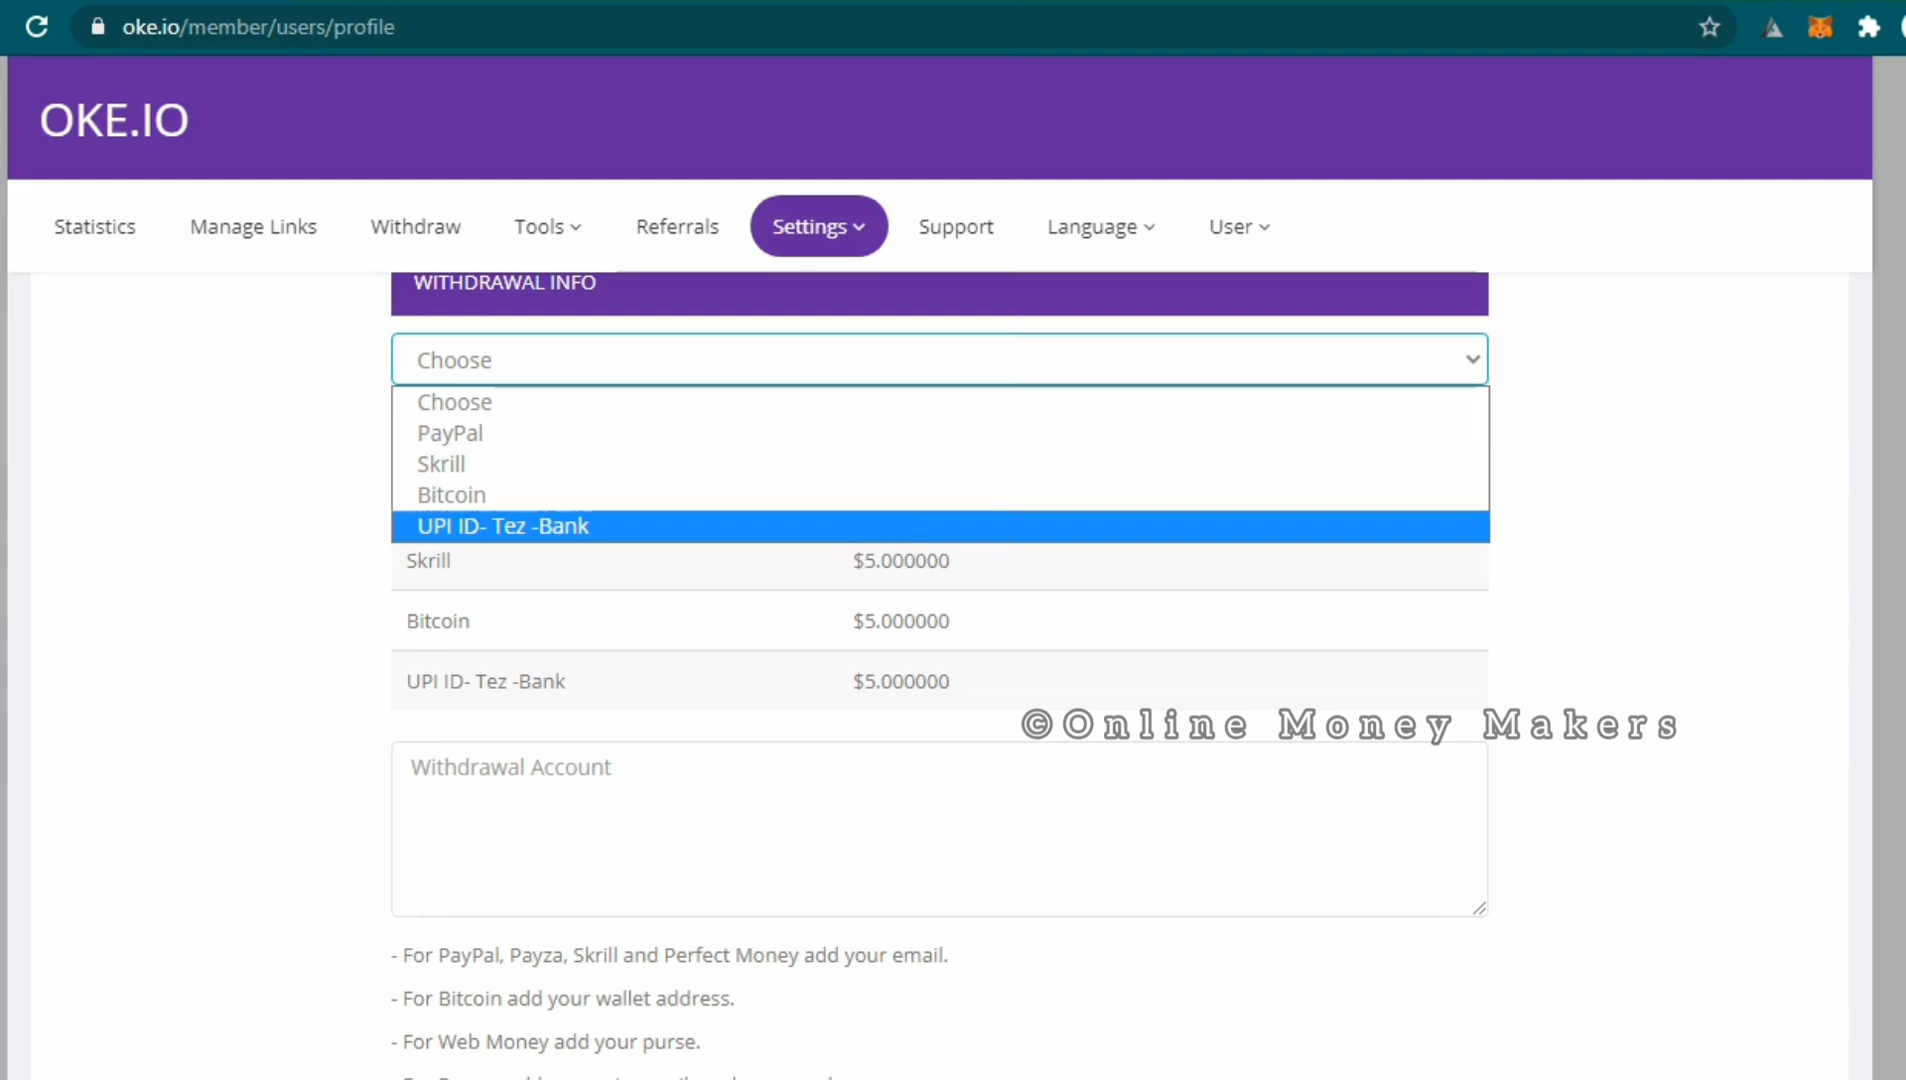 oke.io/member/users/profile
OKE.IO
Statistics Manage Links Withdraw Tools Referrals Settings Support Language User
WITHDRAWAL INFO
Choose
Choose
PayPal
Skrill
Bitcoin
UPI ID- Tez -Bank
Skrill $5.000000
Bitcoin $5.000000
UPI ID- Tez -Bank $5.000000
©Online Money Makers
Withdrawal Account
- For PayPal, Payza, Skrill and Perfect Money add your email.
- For Bitcoin add your wallet address.
- For Web Money add your purse.